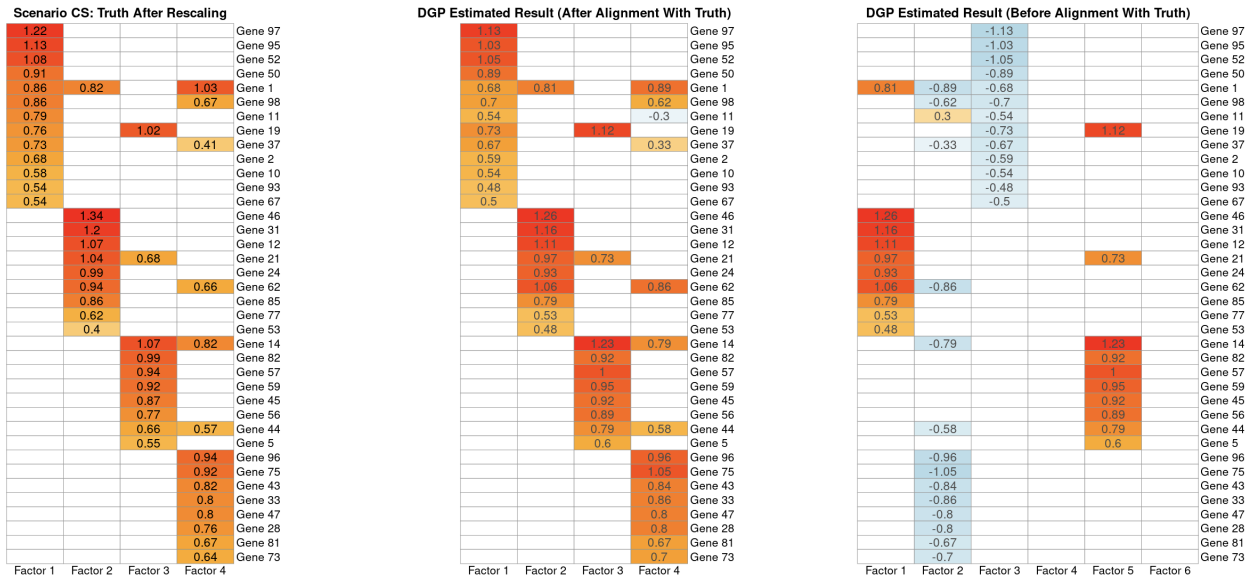 Scenario CS: Truth After Rescaling
1.22 Gene 97
1.13 Gene 95
1.08 Gene 52
0.91 Gene 50
0.86 0.82 1.03 Gene 1
0.86 0.67 Gene 98
0.79 Gene 11
0.76 1.02 Gene 19
0.73 0.41 Gene 37
0.68 Gene 2
0.58 Gene 10
0.54 Gene 93
0.54 Gene 67
1.34 Gene 46
1.2 Gene 31
1.07 Gene 12
1.04 0.68 Gene 21
0.99 Gene 24
0.94 0.66 Gene 62
0.86 Gene 85
0.62 Gene 77
0.4 Gene 53
1.07 0.82 Gene 14
0.99 Gene 82
0.94 Gene 57
0.92 Gene 59
0.87 Gene 45
0.77 Gene 56
0.66 0.57 Gene 44
0.55 Gene 5
0.94 Gene 96
0.92 Gene 75
0.82 Gene 43
0.8 Gene 33
0.8 Gene 47
0.76 Gene 28
0.67 Gene 81
0.64 Gene 73
Factor 1 Factor 2 Factor 3 Factor 4
DGP Estimated Result (After Alignment With Truth)
1.13 Gene 97
1.03 Gene 95
1.05 Gene 52
0.89 Gene 50
0.68 0.81 0.89 Gene 1
0.7 0.62 Gene 98
0.54 -0.3 Gene 11
0.73 1.12 Gene 19
0.67 0.33 Gene 37
0.59 Gene 2
0.54 Gene 10
0.48 Gene 93
0.5 Gene 67
1.26 Gene 46
1.16 Gene 31
1.11 Gene 12
0.97 0.73 Gene 21
0.93 Gene 24
1.06 0.86 Gene 62
0.79 Gene 85
0.53 Gene 77
0.48 Gene 53
1.23 0.79 Gene 14
0.92 Gene 82
1 Gene 57
0.95 Gene 59
0.92 Gene 45
0.89 Gene 56
0.79 0.58 Gene 44
0.6 Gene 5
0.96 Gene 96
1.05 Gene 75
0.84 Gene 43
0.86 Gene 33
0.8 Gene 47
0.8 Gene 28
0.67 Gene 81
0.7 Gene 73
Factor 1 Factor 2 Factor 3 Factor 4
DGP Estimated Result (Before Alignment With Truth)
-1.13 Gene 97
-1.03 Gene 95
-1.05 Gene 52
-0.89 Gene 50
0.81 -0.89 -0.68 Gene 1
-0.62 -0.7 Gene 98
0.3 -0.54 Gene 11
-0.73 1.12 Gene 19
-0.33 -0.67 Gene 37
-0.59 Gene 2
-0.54 Gene 10
-0.48 Gene 93
-0.5 Gene 67
1.26 Gene 46
1.16 Gene 31
1.11 Gene 12
0.97 0.73 Gene 21
0.93 Gene 24
1.06 -0.86 Gene 62
0.79 Gene 85
0.53 Gene 77
0.48 Gene 53
-0.79 1.23 Gene 14
0.92 Gene 82
1 Gene 57
0.95 Gene 59
0.92 Gene 45
0.89 Gene 56
-0.58 0.79 Gene 44
0.6 Gene 5
-0.96 Gene 96
-1.05 Gene 75
-0.84 Gene 43
-0.86 Gene 33
-0.8 Gene 47
-0.8 Gene 28
-0.67 Gene 81
-0.7 Gene 73
Factor 1 Factor 2 Factor 3 Factor 4 Factor 5 Factor 6